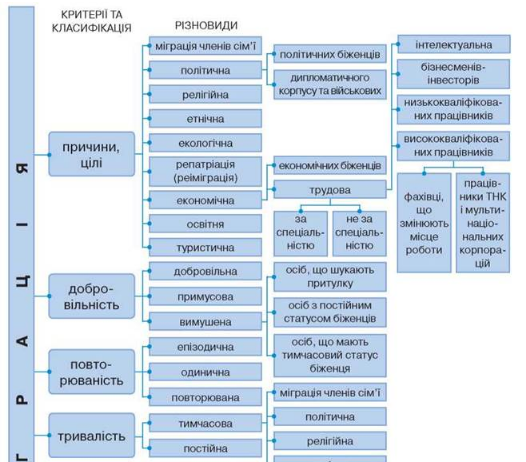 КРИТЕРІЇ ТА
КЛАСИФІКАЦІЯ
РІЗНОВИДИ
Г Р А Ц І Я
причини,
цілі
міграція членів сім’ї
політична
релігійна
етнічна
екологічна
репатріація
(рееміграція)
економічна
освітня
туристична
політичних біженців
дипломатичного
корпусу та військових
економічних біженців
трудова
за
спеціаль-
ністю
не за
спеціаль-
ністю
інтелектуальна
бізнесменів-
інвесторів
низькокваліфікова-
них працівників
висококваліфікова-
них працівників
фахівці,
що
змінюють
місце
роботи
праців-
ники ТНК
і мульти-
націо-
нальних
корпора-
цій
добро-
вільність
добровільна
примусова
вимушена
осіб, що шукають
притулку
осіб з постійним
статусом біженців
осіб, що мають
тимчасовий статус
біженця
повто-
рюваність
епізодична
одинична
повторювана
тривалість
тимчасова
постійна
міграція членів сім’ї
політична
релігійна